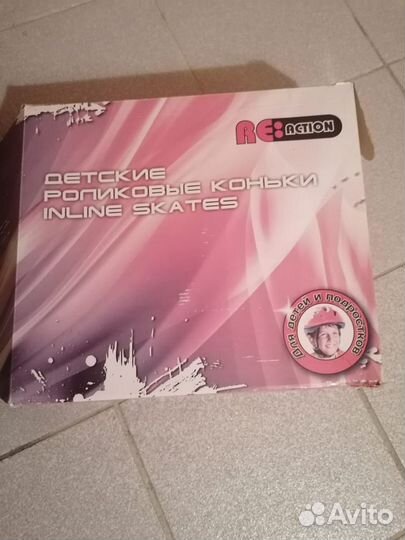 RE:ACTION
ДЕТСКИЕ
РОЛИКОВЫЕ КОНЬКИ
INLINE SKATES
для детей и подростков
Avito